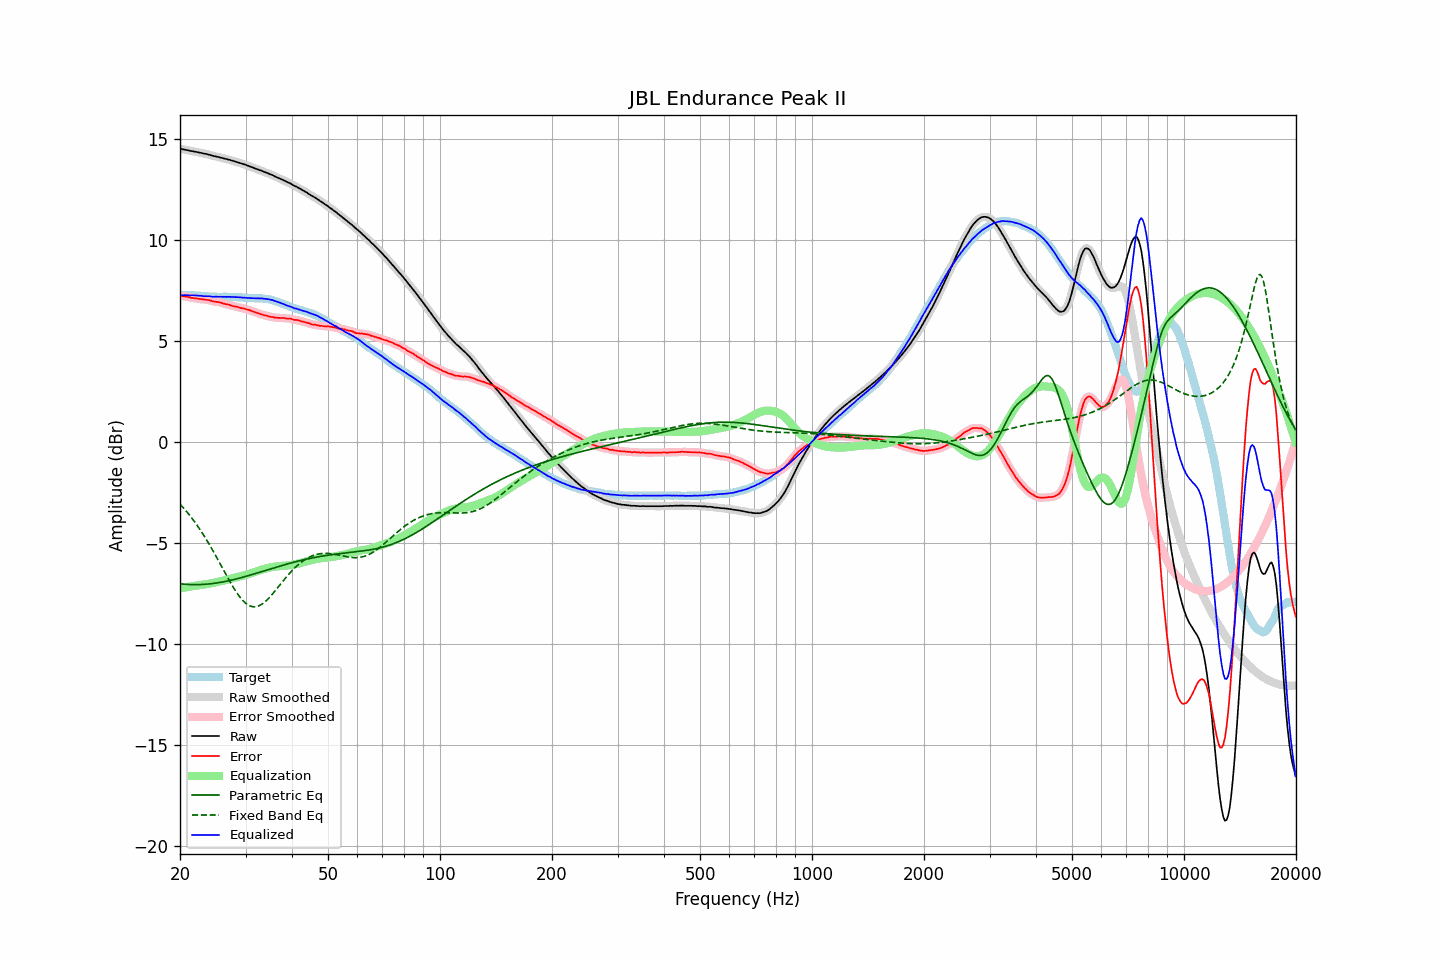 JBL Endurance Peak II
Amplitude (dBr)
15
10
5
0
−5
−10
−15
−20
Target
Raw Smoothed
Error Smoothed
Raw
Error
Equalization
Parametric Eq
Fixed Band Eq
Equalized
20 50 100 200 500 1000 2000 5000 10000 20000
Frequency (Hz)